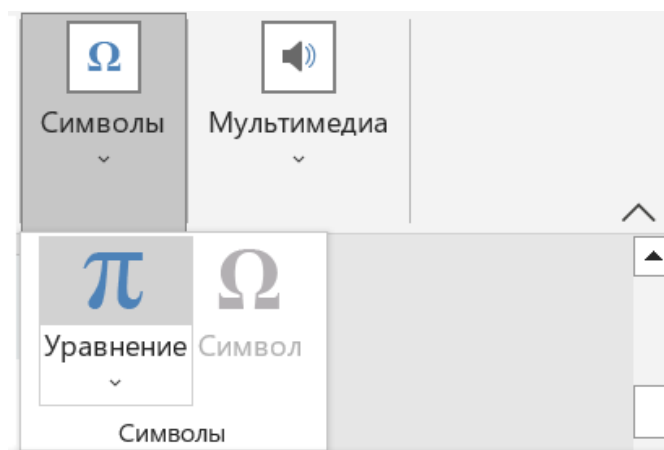 Ω
Символы
Мультимедиа
π
Ω
Уравнение
Символ
Символы